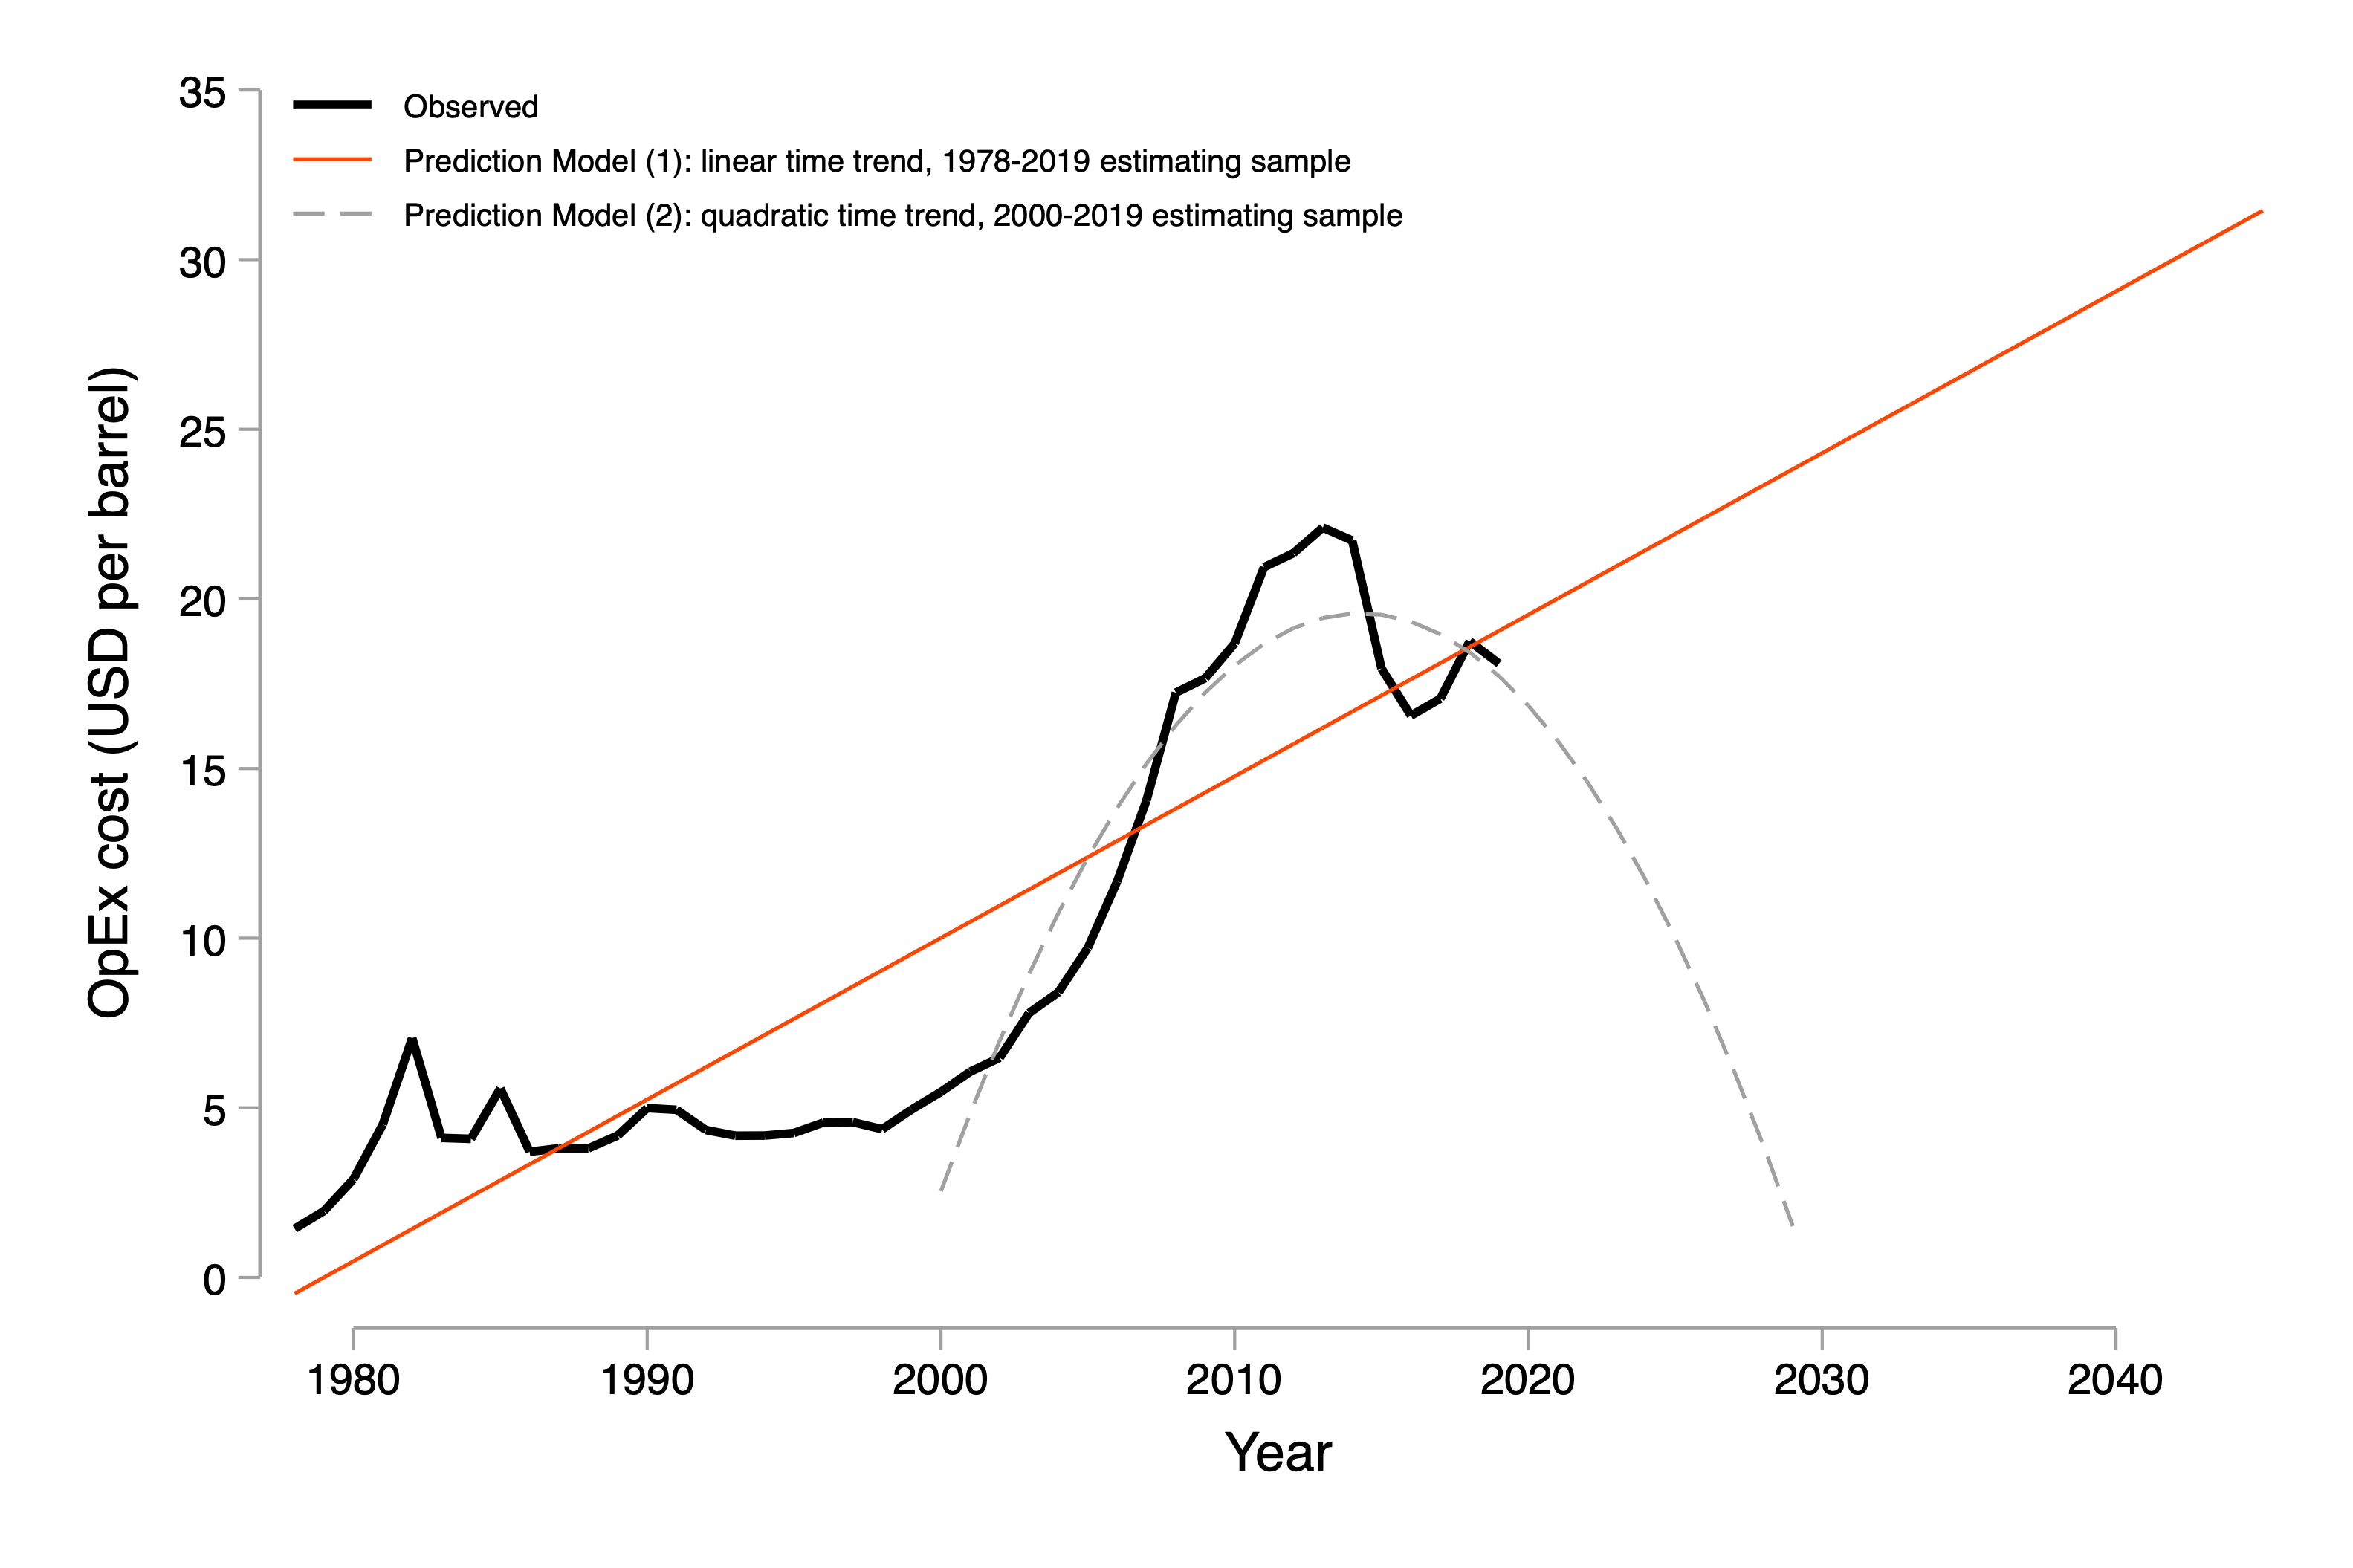 35
30
25
20
15
10
5
0
OpEx cost (USD per barrel)
Observed
Prediction Model (1): linear time trend, 1978-2019 estimating sample
Prediction Model (2): quadratic time trend, 2000-2019 estimating sample
1980 1990 2000 2010 2020 2030 2040
Year